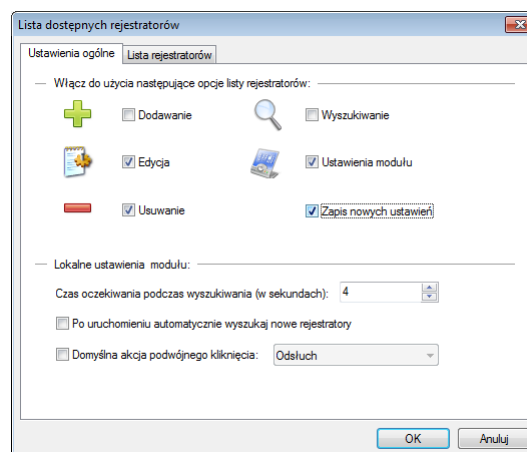 Lista dostępnych rejestratorów
Ustawienia ogólne Lista rejestratorów
Włącz do użycia następujące opcje listy rejestratorów:
Dodawanie Wyszukiwanie
Edycja Ustawienia modułu
Usuwanie Zapis nowych ustawień
Lokalne ustawienia modułu:
Czas oczekiwania podczas wyszukiwania (w sekundach): 4
Po uruchomieniu automatycznie wyszukaj nowe rejestratory
Domyślna akcja podwójnego kliknięcia: Odsłuch
OK Anuluj